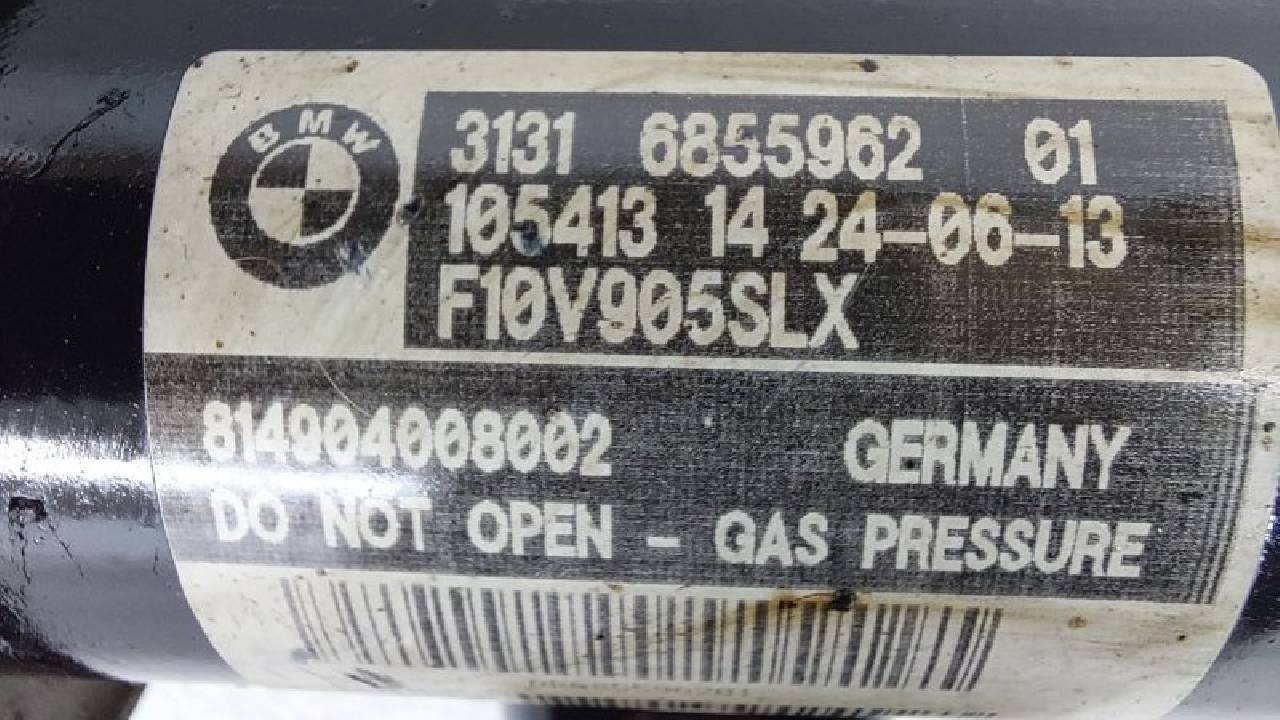 BMW
3131 6855962 01
105413 14 24-06-13
F10V905SLX
814904008002 GERMANY
DO NOT OPEN - GAS PRESSURE